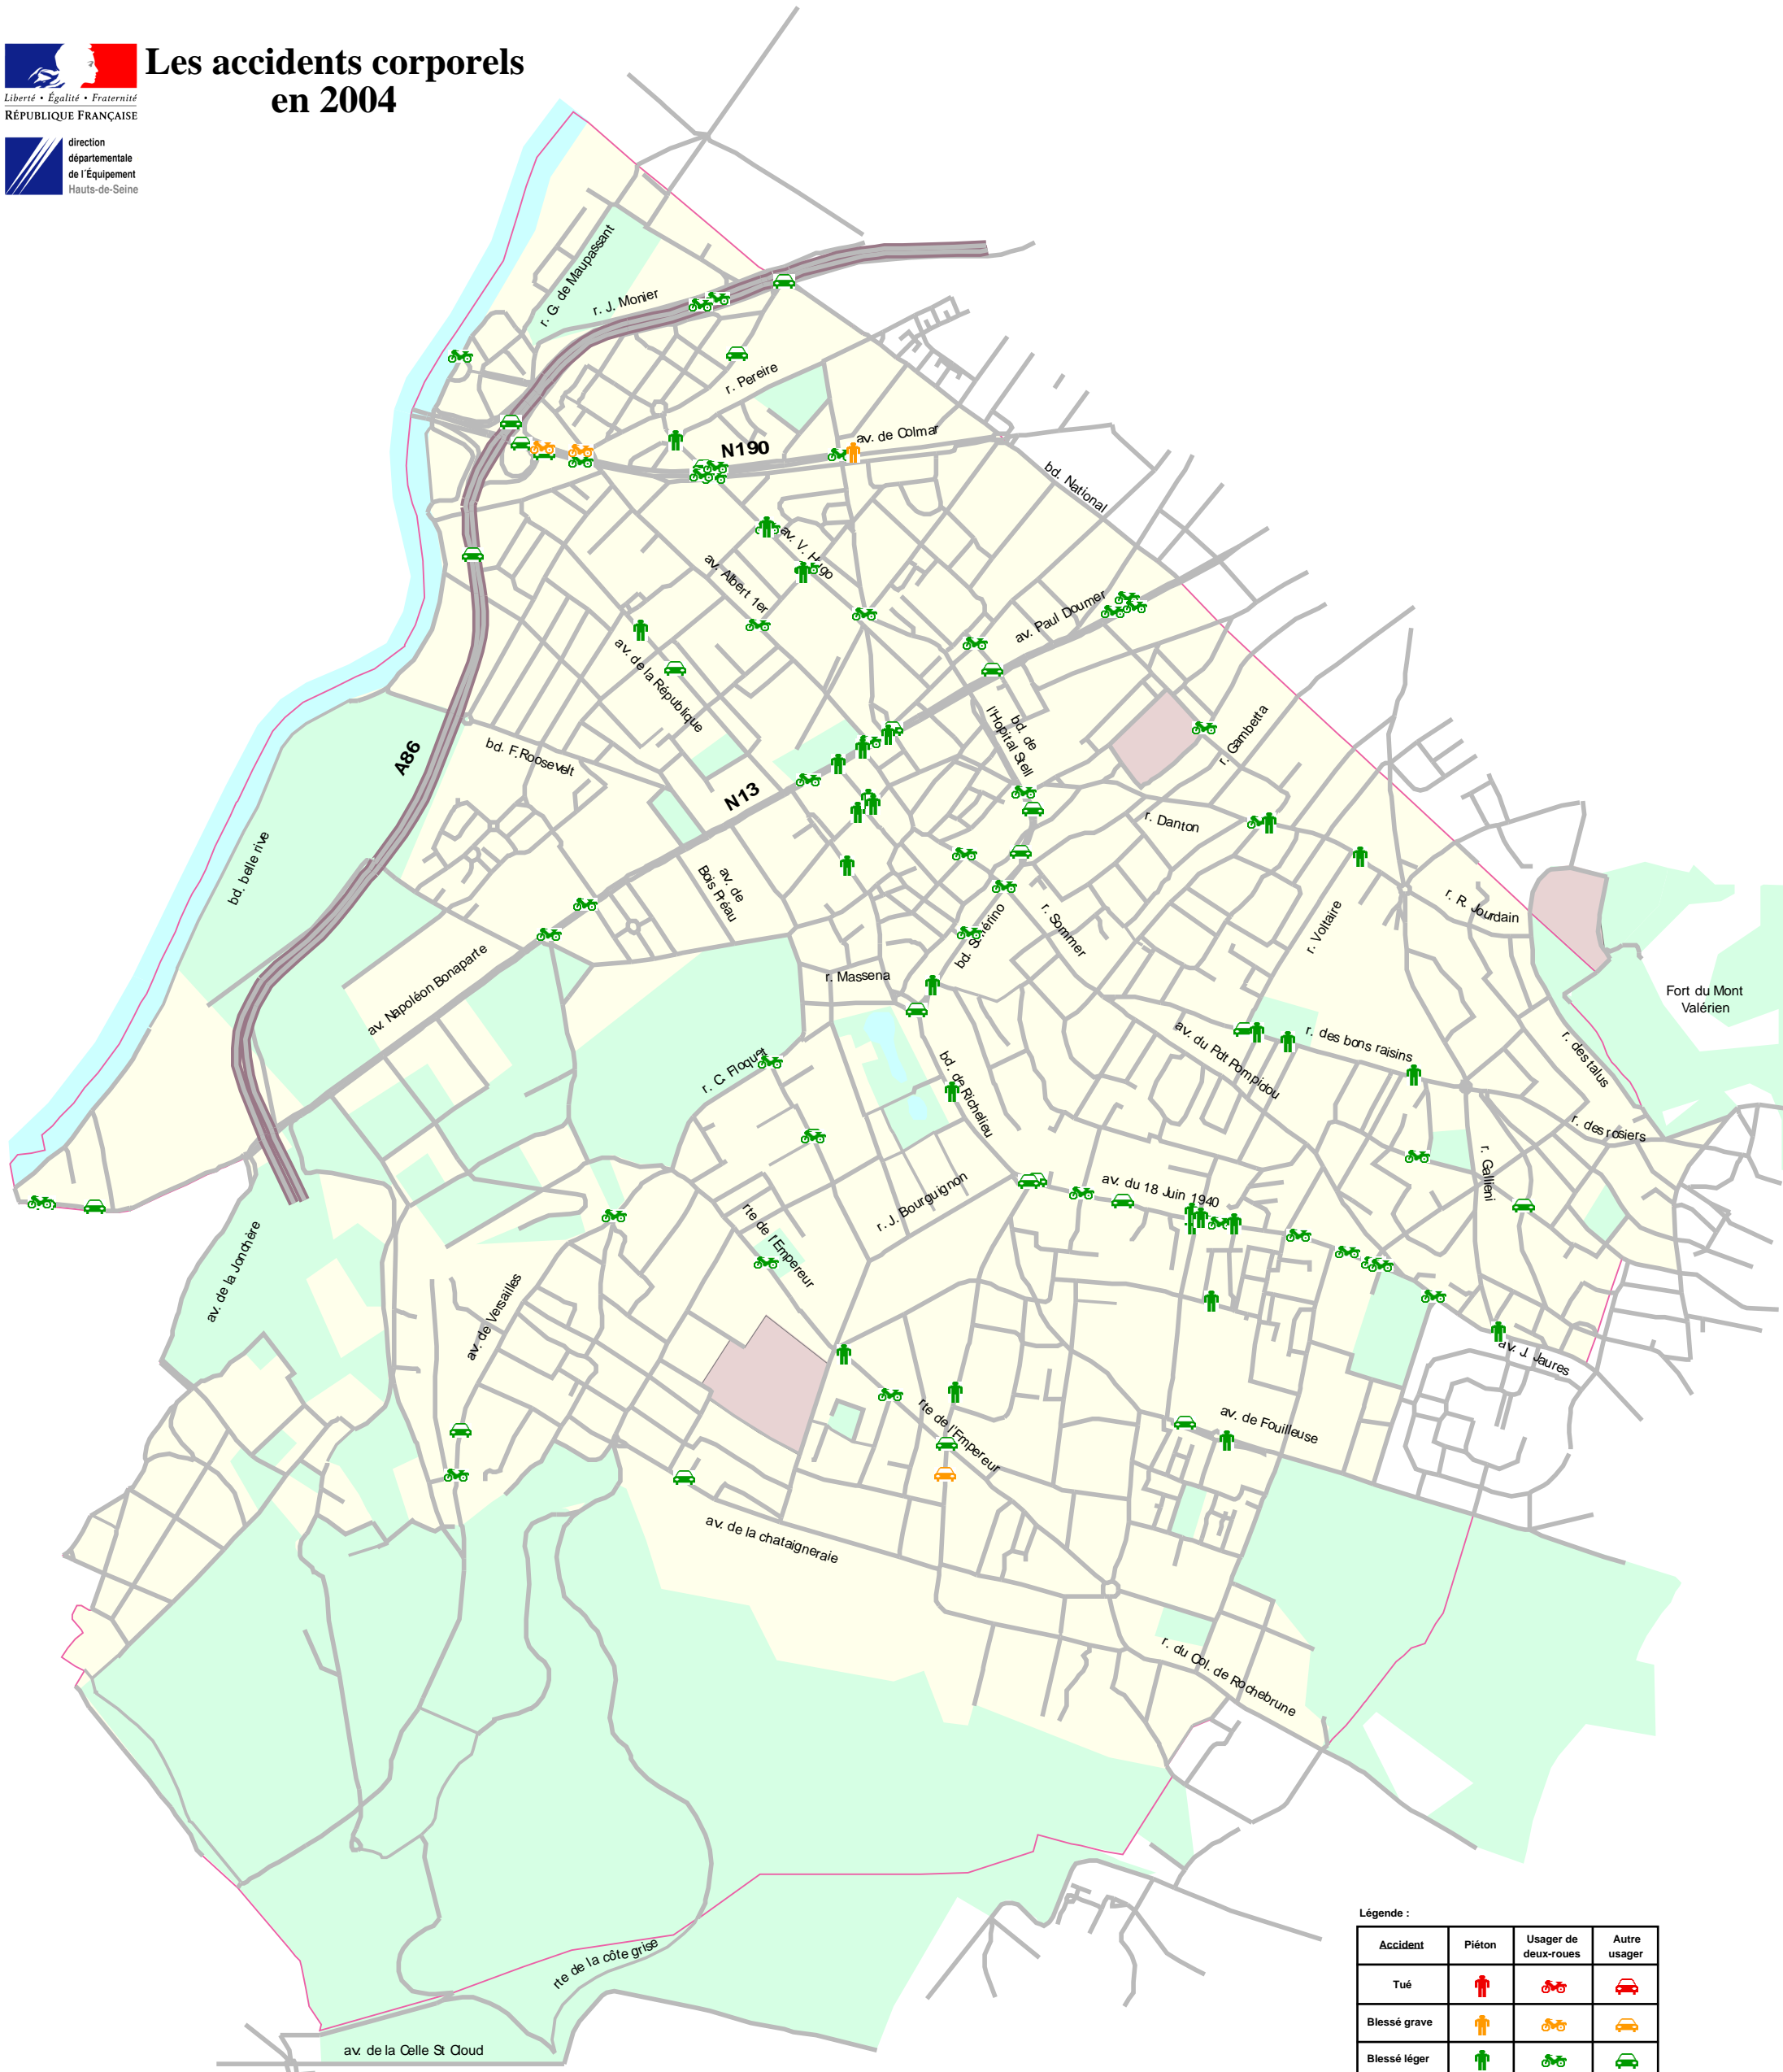 Les accidents corporels
en 2004
Liberté • Égalité • Fraternité
RÉPUBLIQUE FRANÇAISE
direction
départementale
de l'Équipement
Hauts-de-Seine
r. G. de Maupassant
r. J. Monier
r. Pereire
N190
av. de Colmar
bd. National
av. V. Hugo
av. Albert 1er
av. Paul Doumer
av. de la République
bd. de
l'Hopital Stell
r. Gambetta
A86
bd. F.Roosevelt
N13
r. Danton
bd. belle rive
av. de
Bois Préau
r. Voltaire
r. R. Jourdain
r. Sommer
bd. Solférino
av. Napoléon Bonaparte
r. Massena
Fort du Mont
Valérien
r. des bons raisins
av. du Pdt Pompidou
r. des talus
r. C. Floquet
bd. de Richelieu
r. des rosiers
r. Gallieni
av. du 18 Juin 1940
r. J. Bourguignon
rte de l'Empereur
av. de la Jonchère
av. de Versailles
av. J. Jaures
rte de l'Empereur
av. de Fouilleuse
av. de la chataigneraie
r. du Col. de Rochebrune
rte de la côte grise
av. de la Celle St Cloud
Légende :
Accident
Piéton
Usager de
deux-roues
Autre
usager
Tué
Blessé grave
Blessé léger